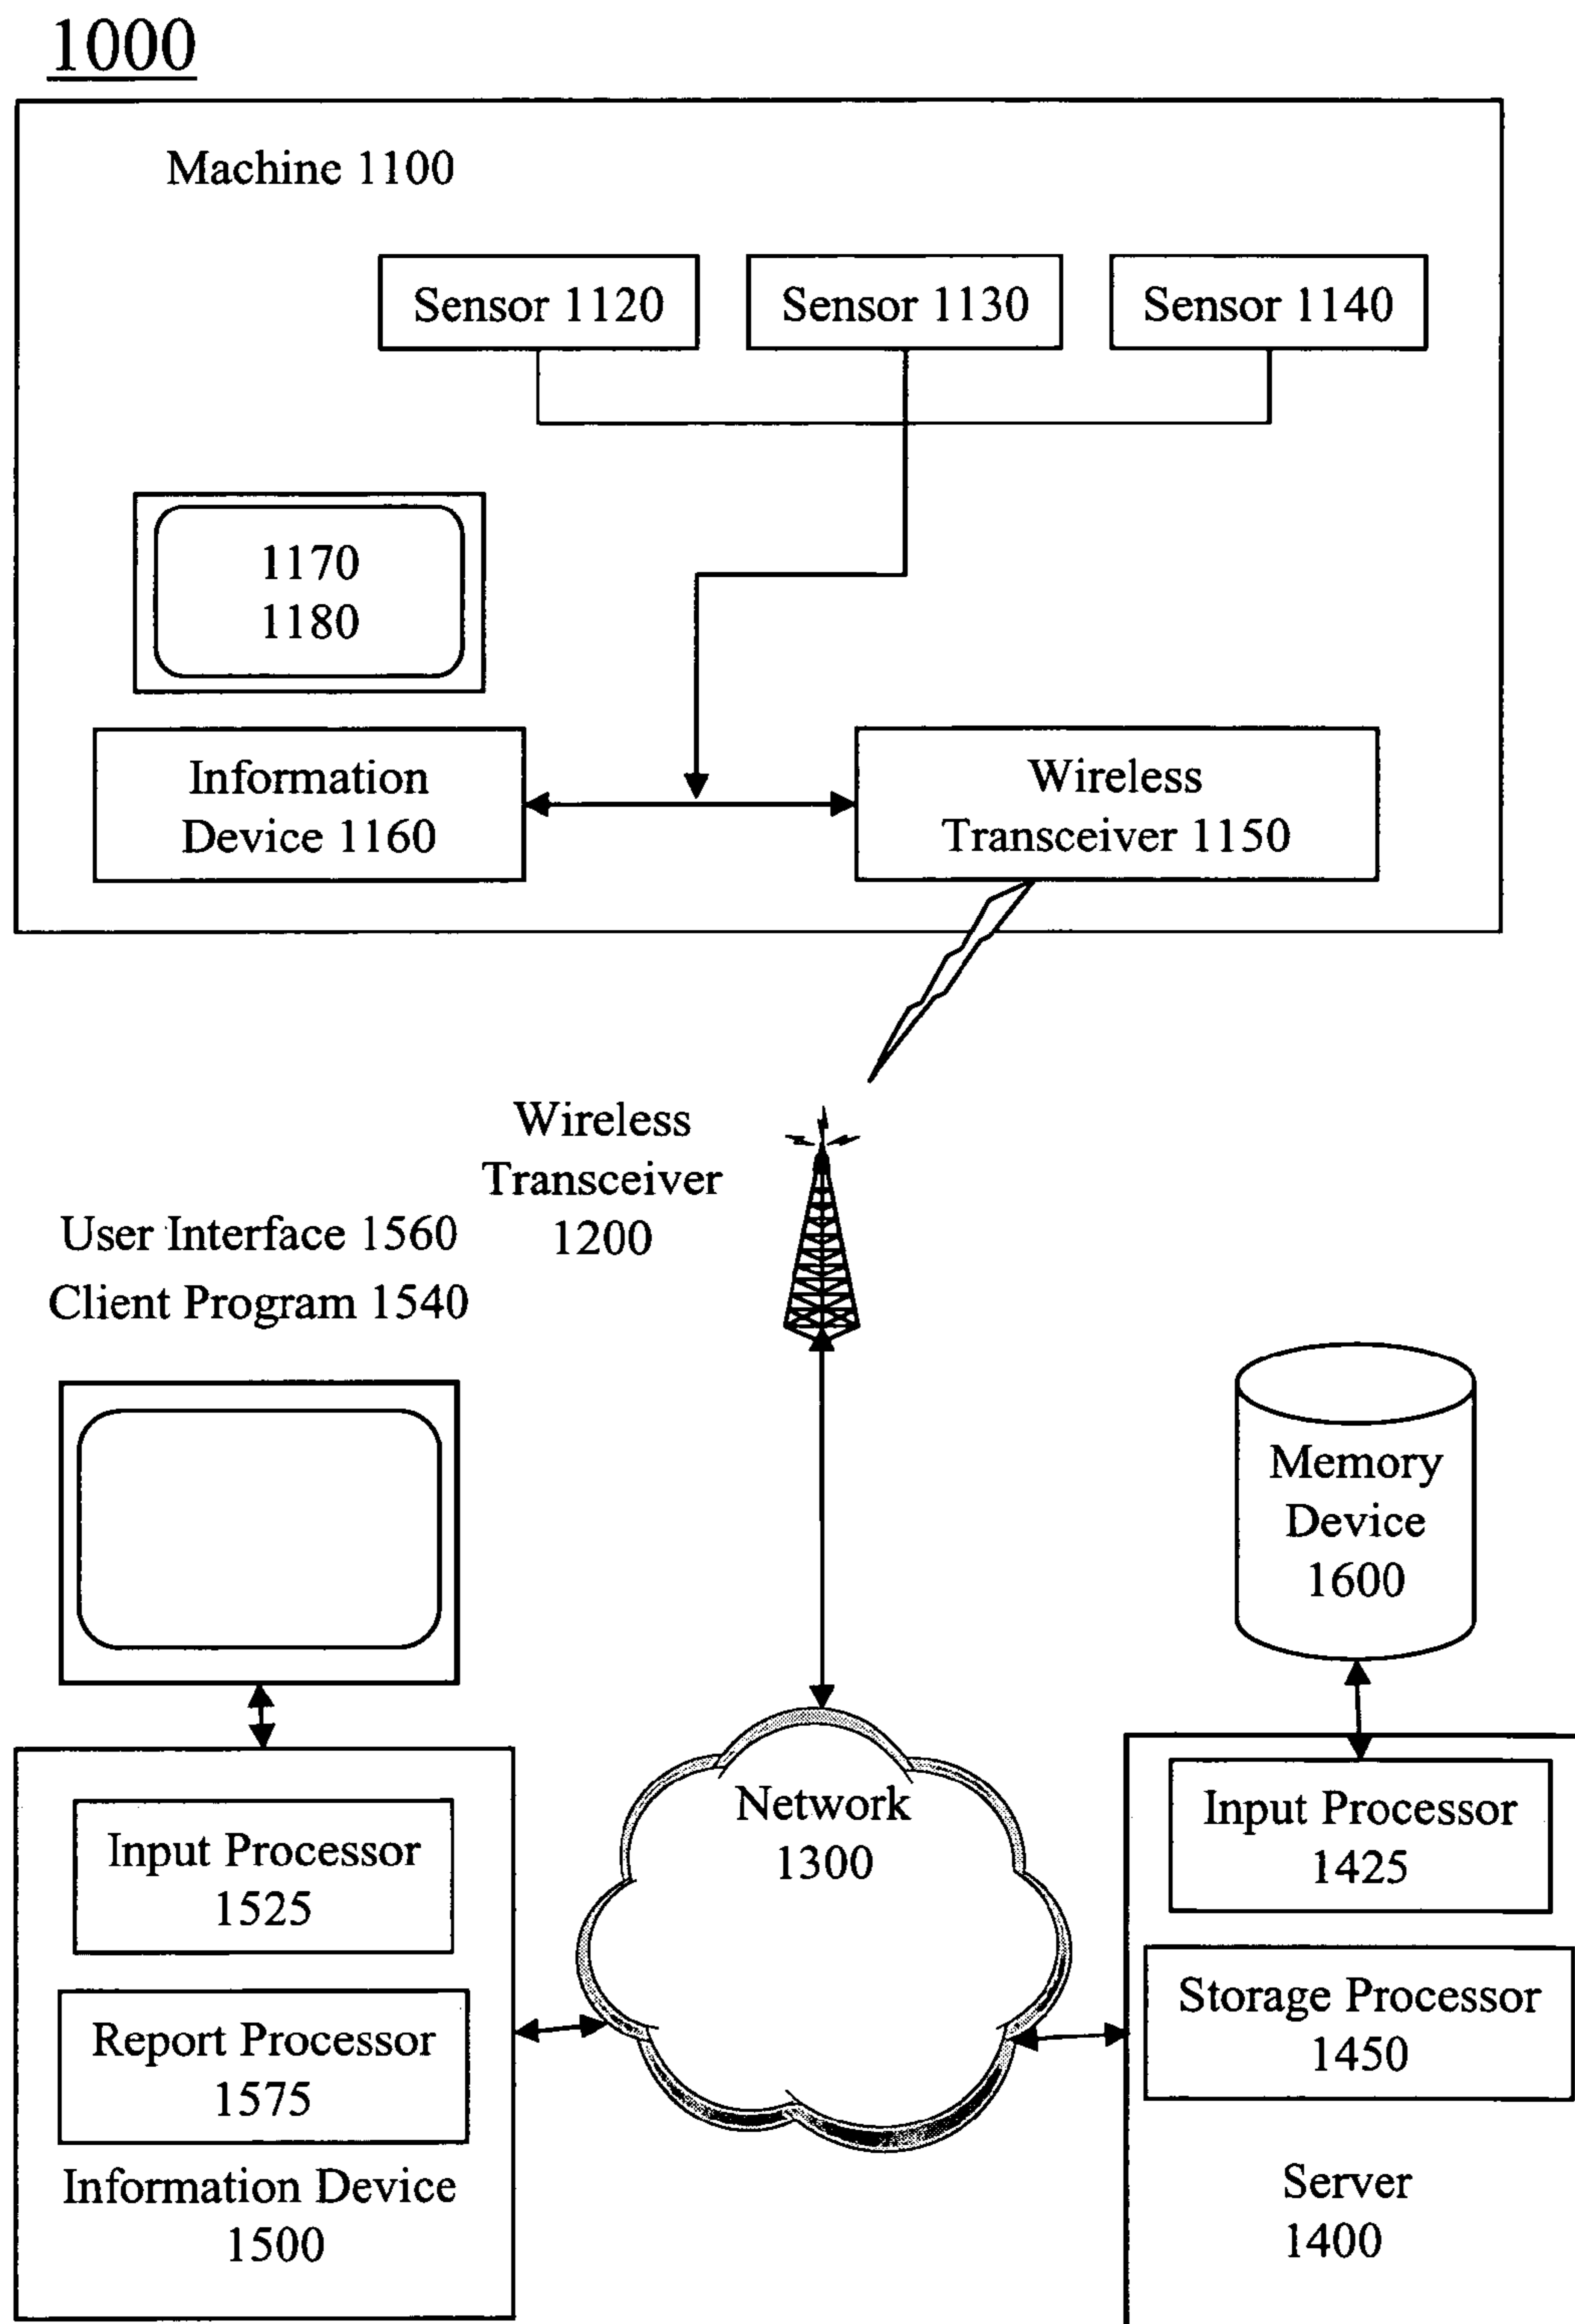 1000
Machine 1100
Sensor 1120
Sensor 1130
Sensor 1140
1170
1180
Information
Device 1160
Wireless
Transceiver 1150
Wireless
Transceiver
1200
User Interface 1560
Client Program 1540
Memory
Device
1600
Network
1300
Input Processor
1525
Report Processor
1575
Information Device
1500
Input Processor
1425
Storage Processor
1450
Server
1400